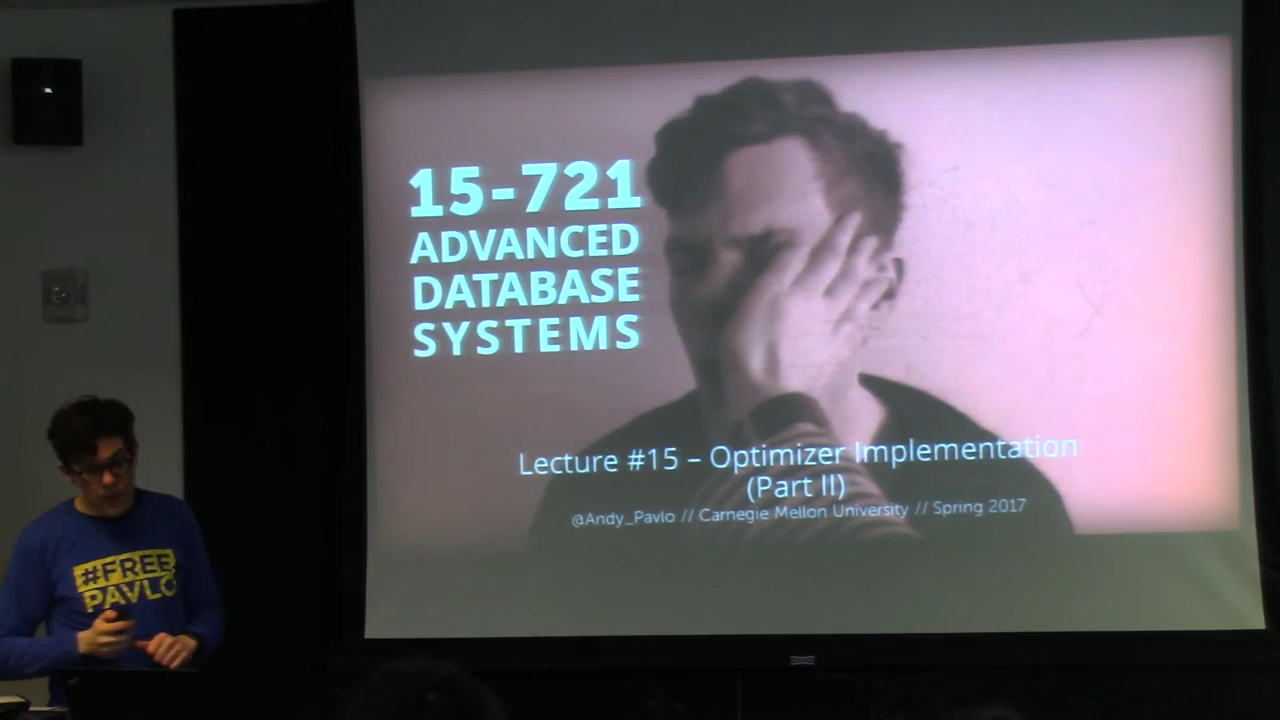 15-721
ADVANCED
DATABASE
SYSTEMS
Lecture #15 – Optimizer Implementation
(Part II)
@Andy_Pavlo // Carnegie Mellon University // Spring 2017
#FREE
PAVLO